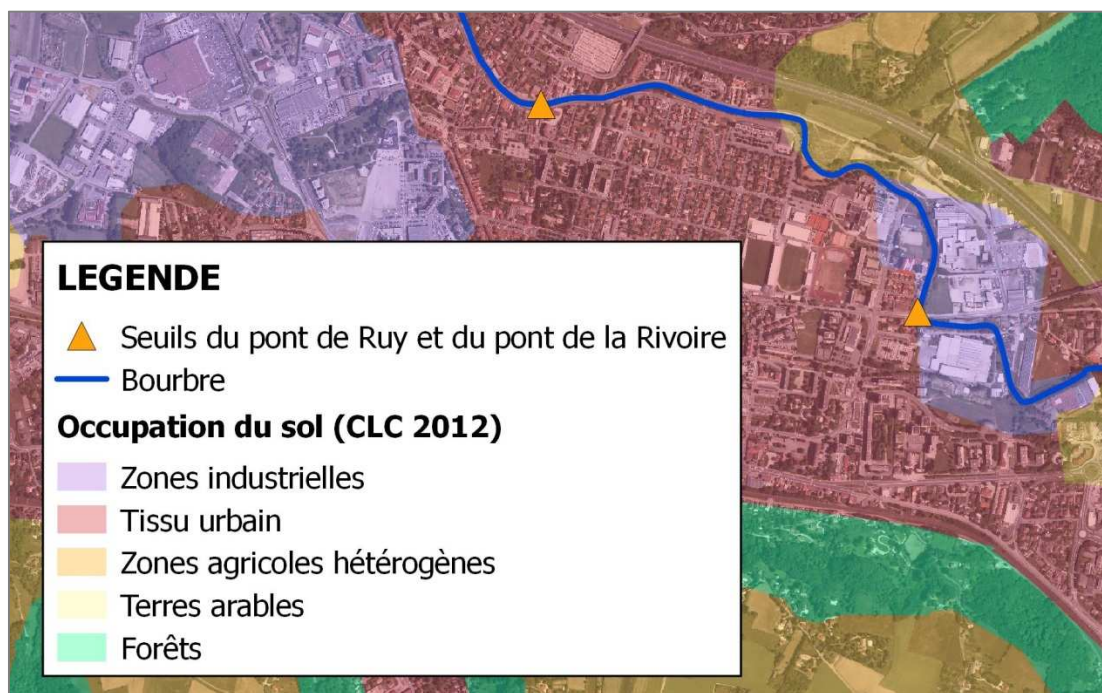 LEGENDE
Seuils du pont de Ruy et du pont de la Rivoire
Bourbre
Occupation du sol (CLC 2012)
Zones industrielles
Tissu urbain
Zones agricoles hétérogènes
Terres arables
Forêts